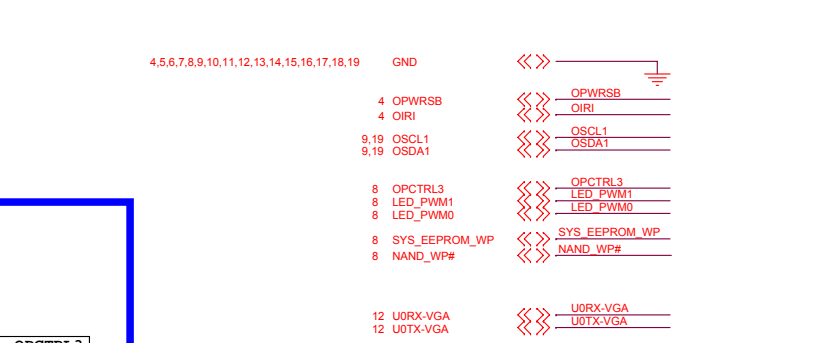 4,5,6,7,8,9,10,11,12,13,14,15,16,17,18,19 GND
4 OPWRSB OPWRSB
4 OIRI OIRI
9,19 OSCL1 OSCL1
9,19 OSDA1 OSDA1
8 OPCTRL3 OPCTRL3
8 LED_PWM1 LED_PWM1
8 LED_PWM0 LED_PWM0
8 SYS_EEPROM_WP SYS_EEPROM_WP
8 NAND_WP# NAND_WP#
12 U0RX-VGA U0RX-VGA
12 U0TX-VGA U0TX-VGA